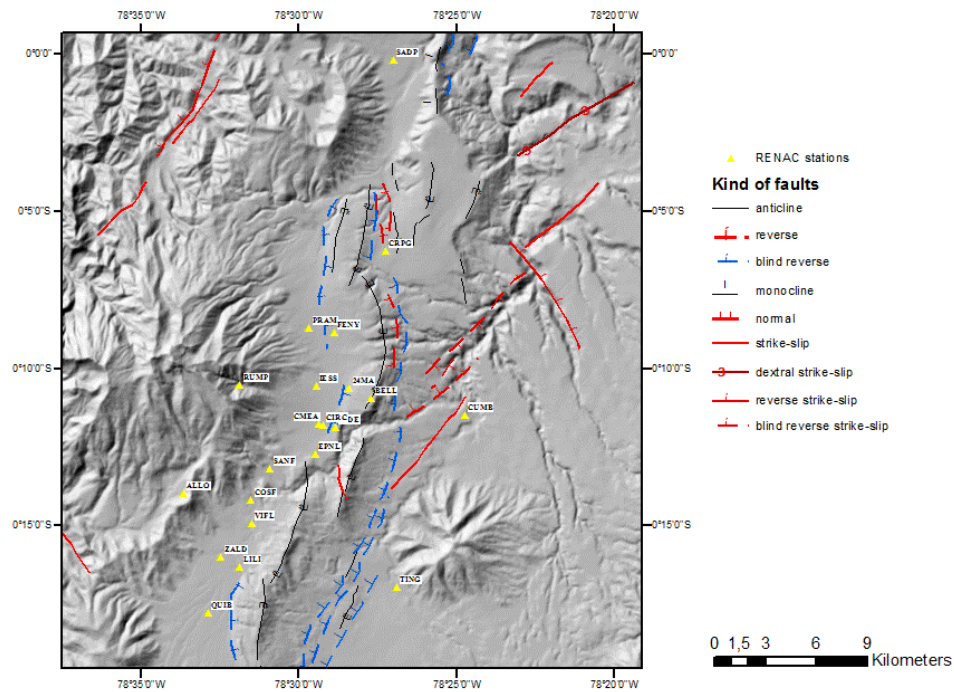 78°35'0"W 78°30'0"W 78°25'0"W 78°20'0"W
0°0'0" 0°0'0"
SADP
0°5'0"S 0°5'0"S
CRPG
PRAM FENY
0°10'0"S 0°10'0"S
RUMP IESS 24MA
BELL
CUMB
CMEA CIRC DE
EPNL
SANF
ALLO
COSF
0°15'0"S 0°15'0"S
VIFL
ZALD
LILI
TING
QUIB
78°35'0"W 78°30'0"W 78°25'0"W 78°20'0"W
RENAC stations
Kind of faults
anticline
reverse
blind reverse
monocline
normal
strike-slip
dextral strike-slip
reverse strike-slip
blind reverse strike-slip
0 1,5 3 6 9
Kilometers